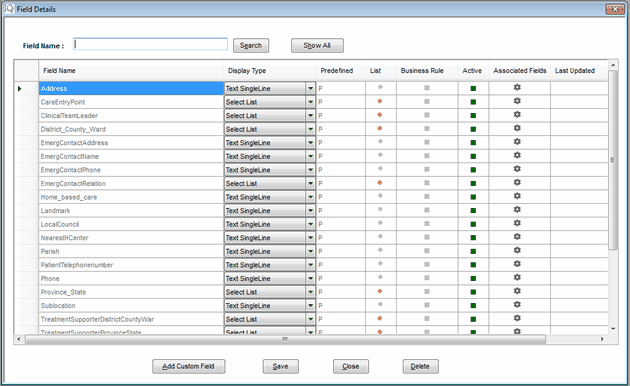 Field Details
Field Name :
Search
Show All
Field Name Display Type Predefined List Business Rule Active Associated Fields Last Updated
Address Text SingleLine P
CareEntryPoint Select List P
ClinicalTeamLeader Select List P
District_County_Ward Select List P
EmergContactAddress Text SingleLine P
EmergContactName Text SingleLine P
EmergContactPhone Text SingleLine P
EmergContactRelation Select List P
Home_based_care Text SingleLine P
Landmark Text SingleLine P
LocalCouncil Text SingleLine P
NearestHCenter Text SingleLine P
Parish Text SingleLine P
PatientTelephonenumber Text SingleLine P
Phone Text SingleLine P
Province_State Select List P
Sublocation Text SingleLine P
TreatmentSupporterDistrictCountyWar Select List P
TreatmentSupporterProvinceState Select List P
Add Custom Field Save Close Delete